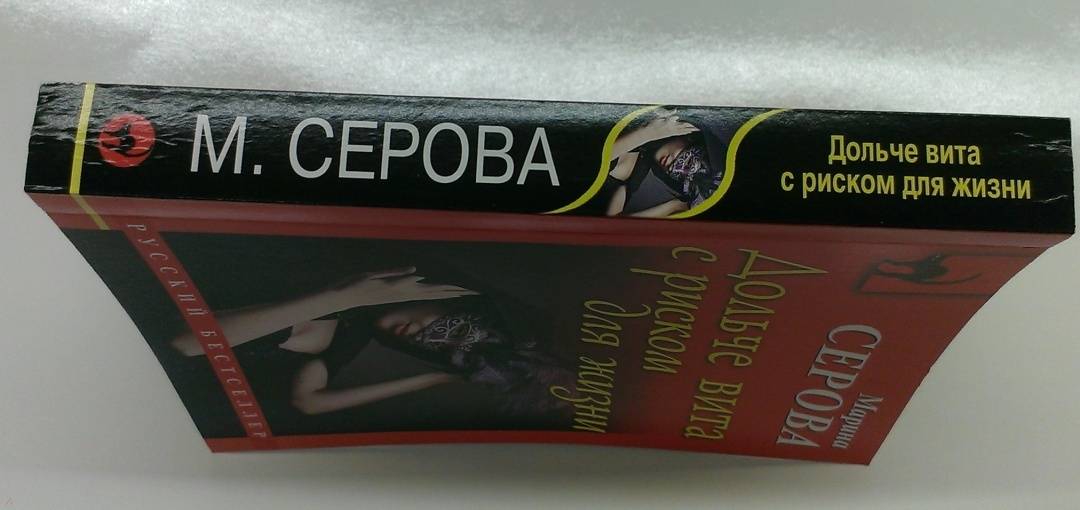 М. СЕРОВА
Дольче вита
с риском для жизни
Марина
СЕРОВА
Дольче вита
с риском
для жизни
РУССКИЙ БЕСТСЕЛЛЕР